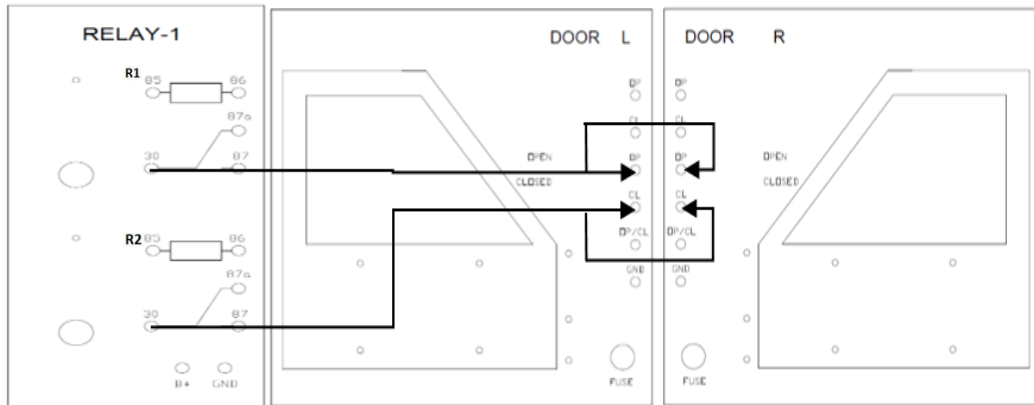 RELAY-1
R1
85
86
87a
30
87
R2
85
86
87a
30
87
B+
GND
DOOR L
OP
CL
OPEN
OP
CLOSED
CL
OP/CL
GND
FUSE
DOOR R
OP
CL
OP
OPEN
CLOSED
CL
OP/CL
GND
FUSE